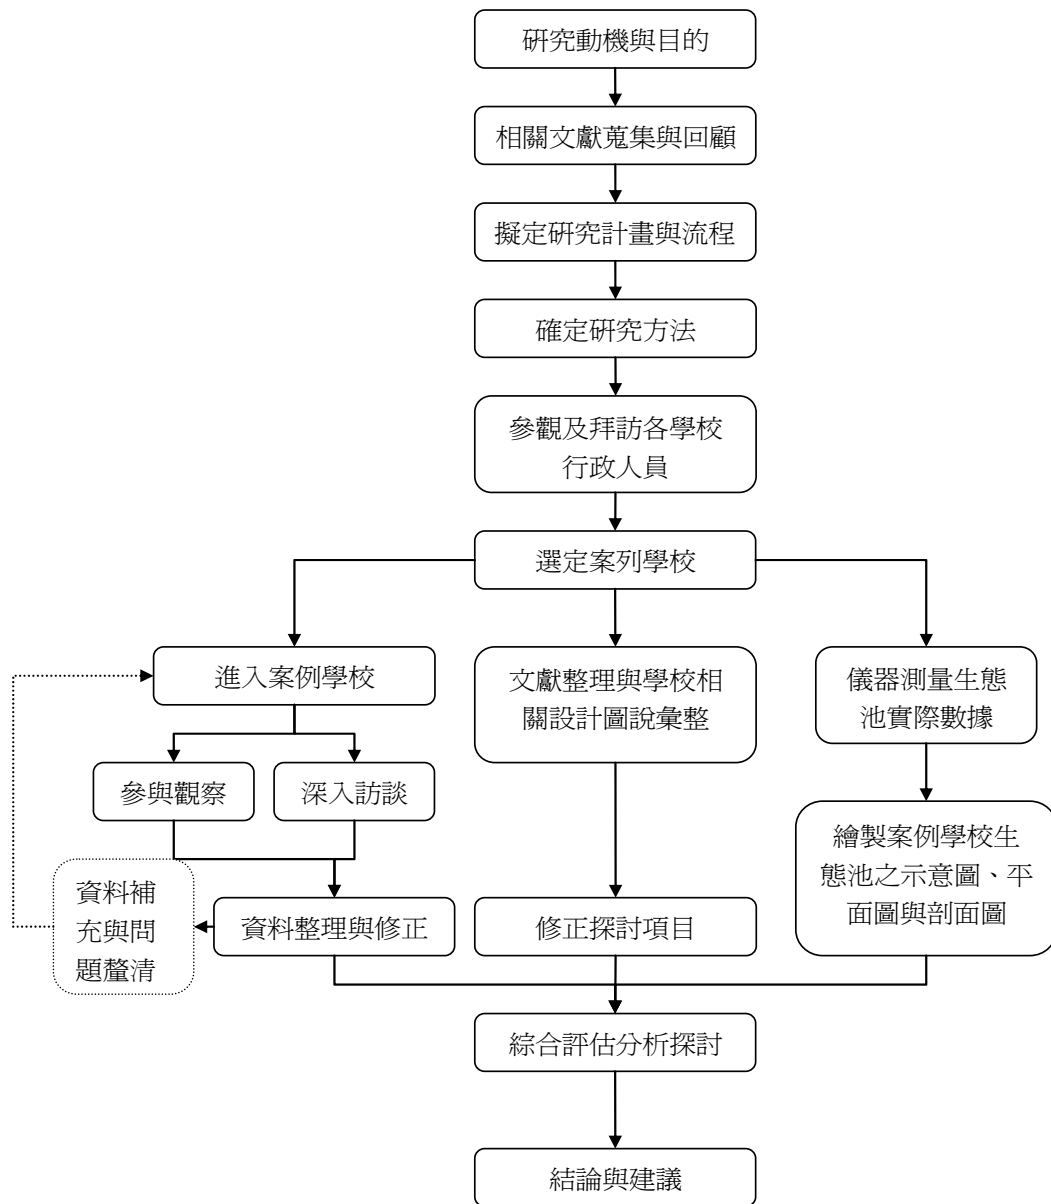 研究動機與目的
相關文獻蒐集與回顧
擬定研究計畫與流程
確定研究方法
參觀及拜訪各學校
行政人員
選定案列學校
進入案例學校
文獻整理與學校相
關設計圖說彙整
儀器測量生態
池實際數據
參與觀察
深入訪談
繪製案例學校生
態池之示意圖、平
面圖與剖面圖
資料補
充與問
題釐清
資料整理與修正
修正探討項目
綜合評估分析探討
結論與建議